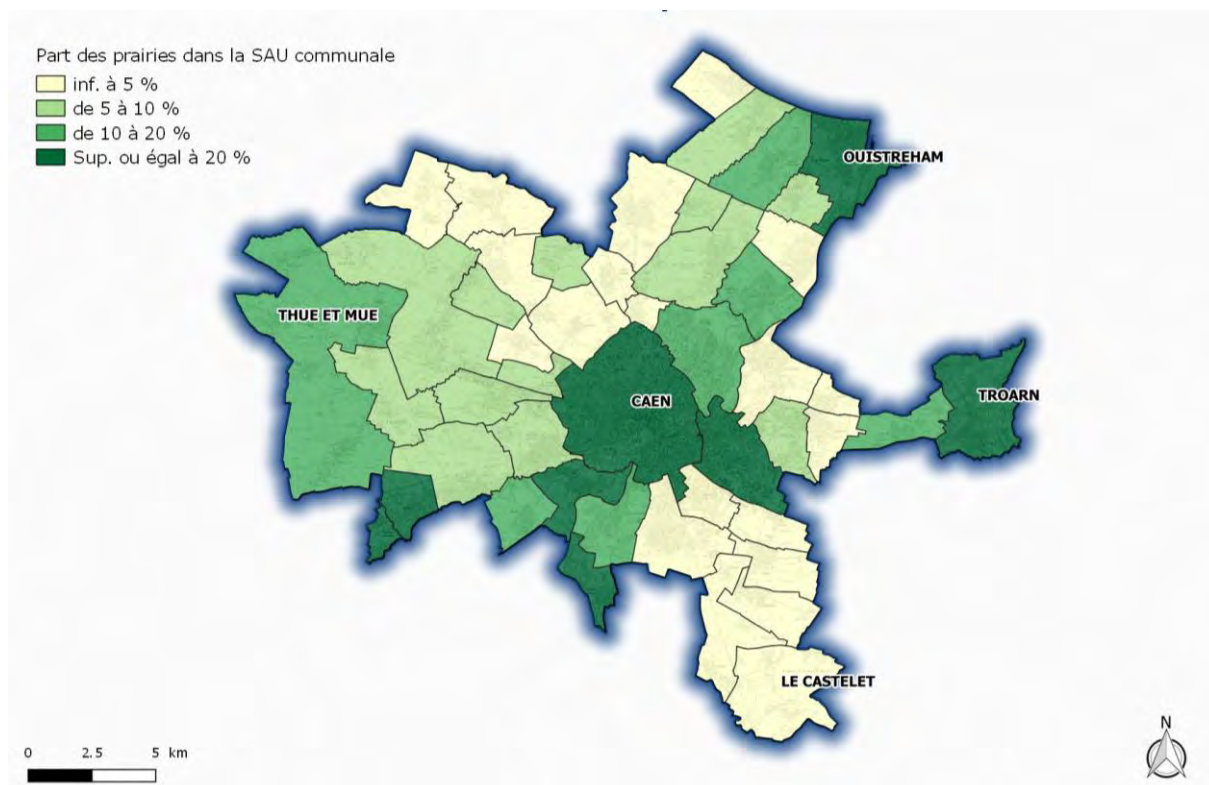 Part des prairies dans la SAU communale
inf. à 5 %
de 5 à 10 %
de 10 à 20 %
Sup. ou égal à 20 %
OUISTREHAM
THUE ET MUE
CAEN
TROARN
LE CASTELET
0 2.5 5 km
N